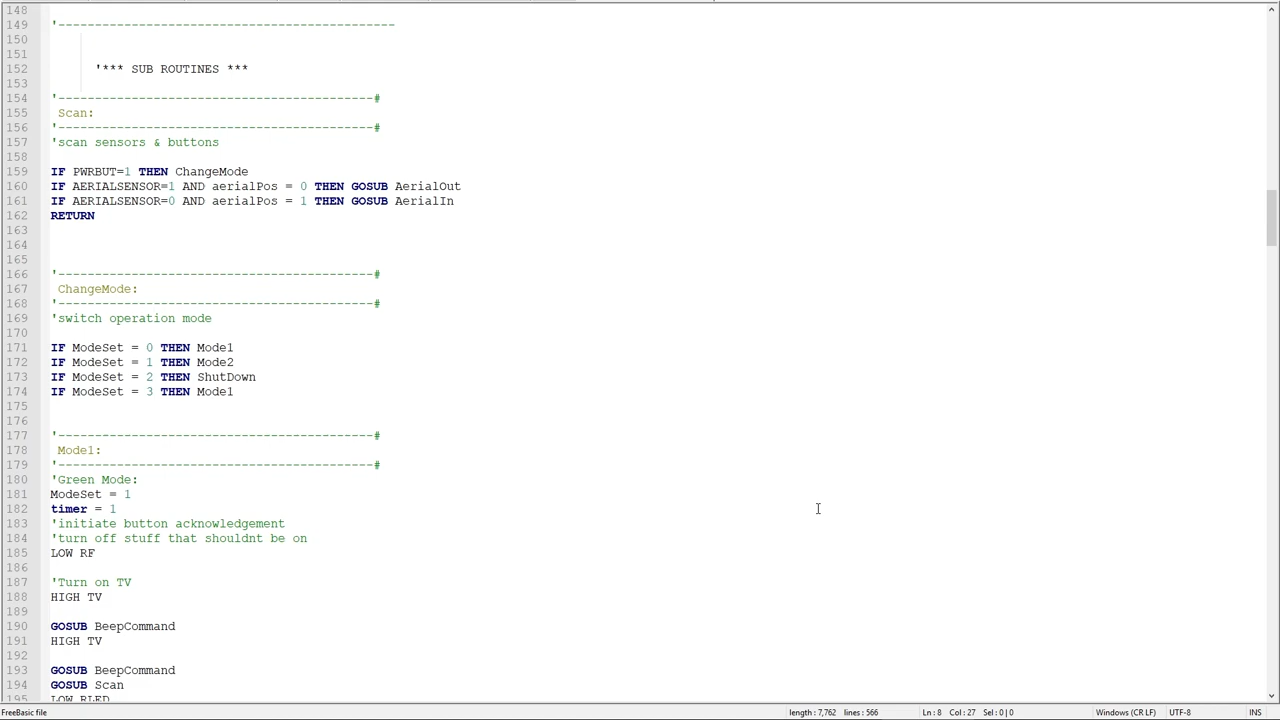 148
149 '----------------------------------------------
150
151
152 '*** SUB ROUTINES ***
153
154 '-------------------------------------------#
155 Scan:
156 '-------------------------------------------#
157 'scan sensors & buttons
158
159 IF PWRBUT=1 THEN ChangeMode
160 IF AERIALSENSOR=1 AND aerialPos = 0 THEN GOSUB AerialOut
161 IF AERIALSENSOR=0 AND aerialPos = 1 THEN GOSUB AerialIn
162 RETURN
163
164
165
166 '-------------------------------------------#
167 ChangeMode:
168 '-------------------------------------------#
169 'switch operation mode
170
171 IF ModeSet = 0 THEN Mode1
172 IF ModeSet = 1 THEN Mode2
173 IF ModeSet = 2 THEN ShutDown
174 IF ModeSet = 3 THEN Mode1
175
176
177 '-------------------------------------------#
178 Mode1:
179 '-------------------------------------------#
180 'Green Mode:
181 ModeSet = 1
182 timer = 1
183 'initiate button acknowledgement
184 'turn off stuff that shouldnt be on
185 LOW RF
186
187 'Turn on TV
188 HIGH TV
189
190 GOSUB BeepCommand
191 HIGH TV
192
193 GOSUB BeepCommand
194 GOSUB Scan
195 LOW RLED
FreeBasic file length : 7,762 lines : 566 Ln : 8 Col : 27 Sel : 0 | 0 Windows (CR LF) UTF-8 INS